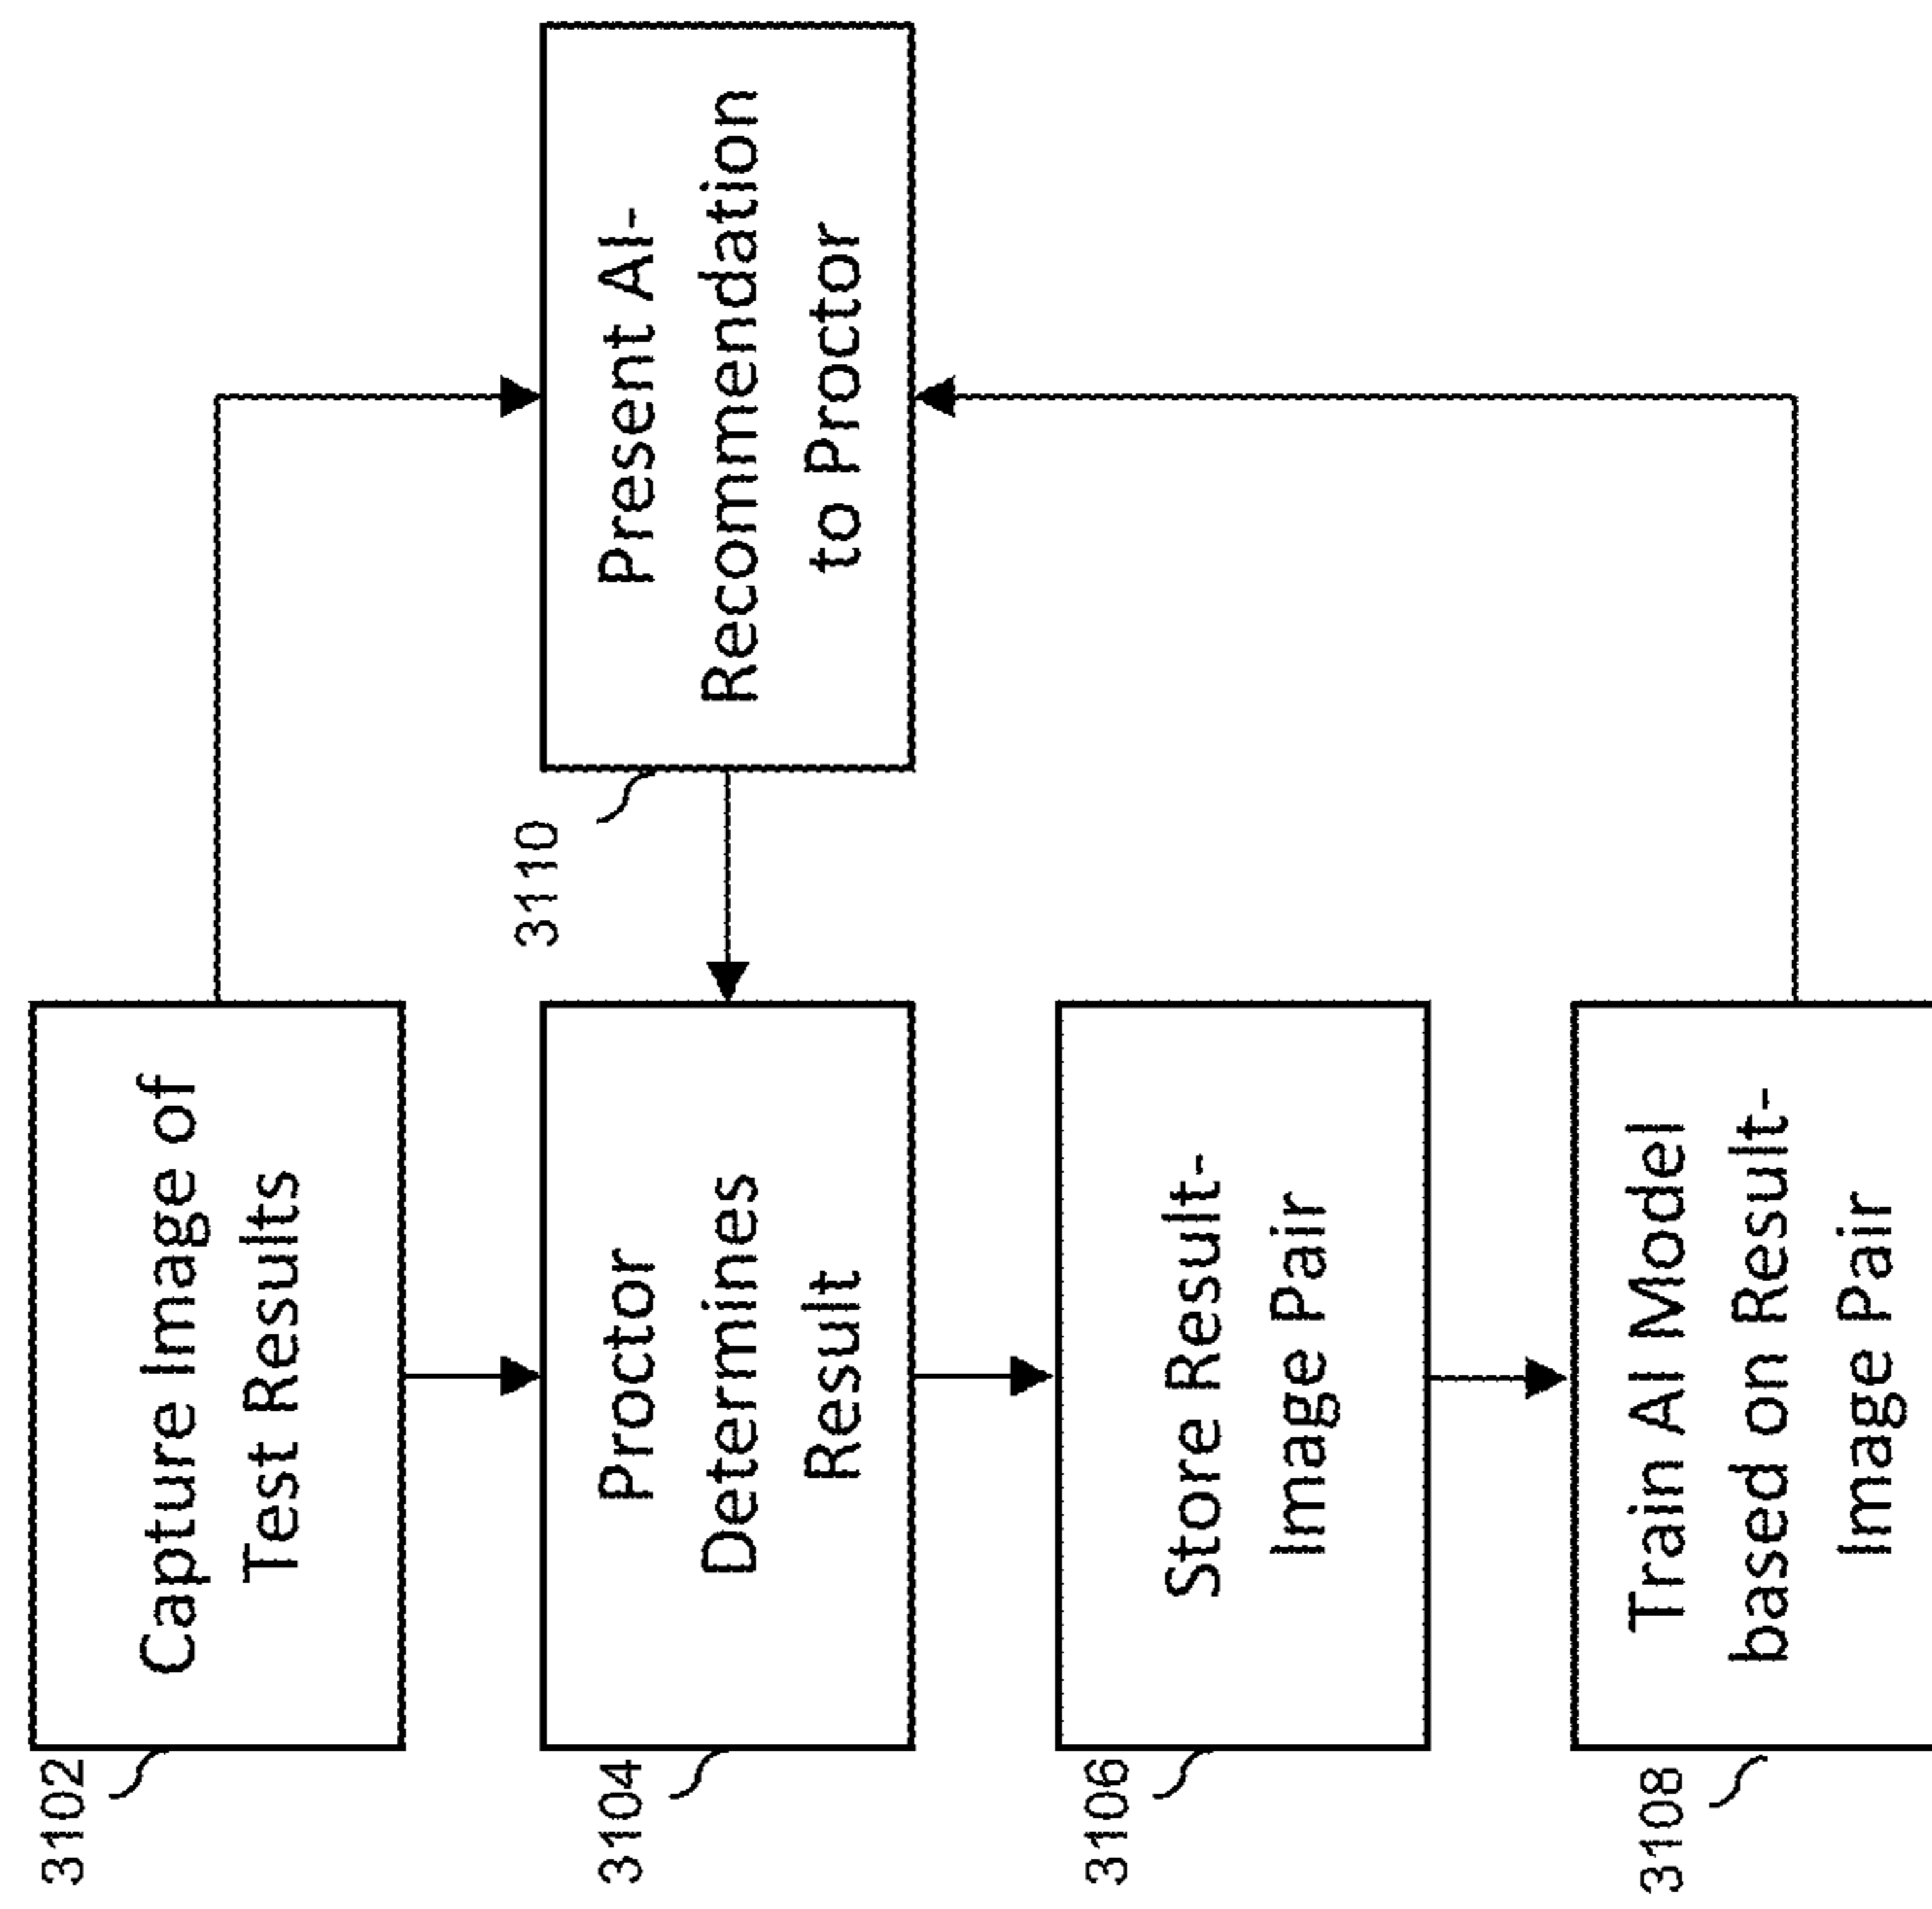 3102
Capture Image of
Test Results
3104
Proctor
Determines
Result
3106
Store Result-
Image Pair
3108
Train AI Model
based on Result-
Image Pair
3110
Present AI-
Recommendation
to Proctor